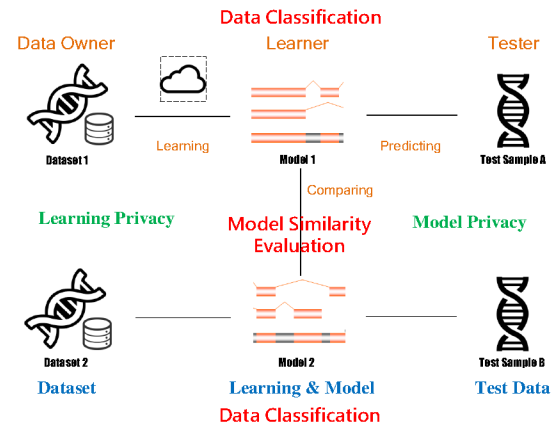 Data Classification
Data Owner
Learner
Tester
Learning
Predicting
Dataset 1
Model 1
Test Sample A
Comparing
Learning Privacy
Model Similarity
Evaluation
Model Privacy
Dataset 2
Model 2
Test Sample B
Dataset
Learning & Model
Test Data
Data Classification